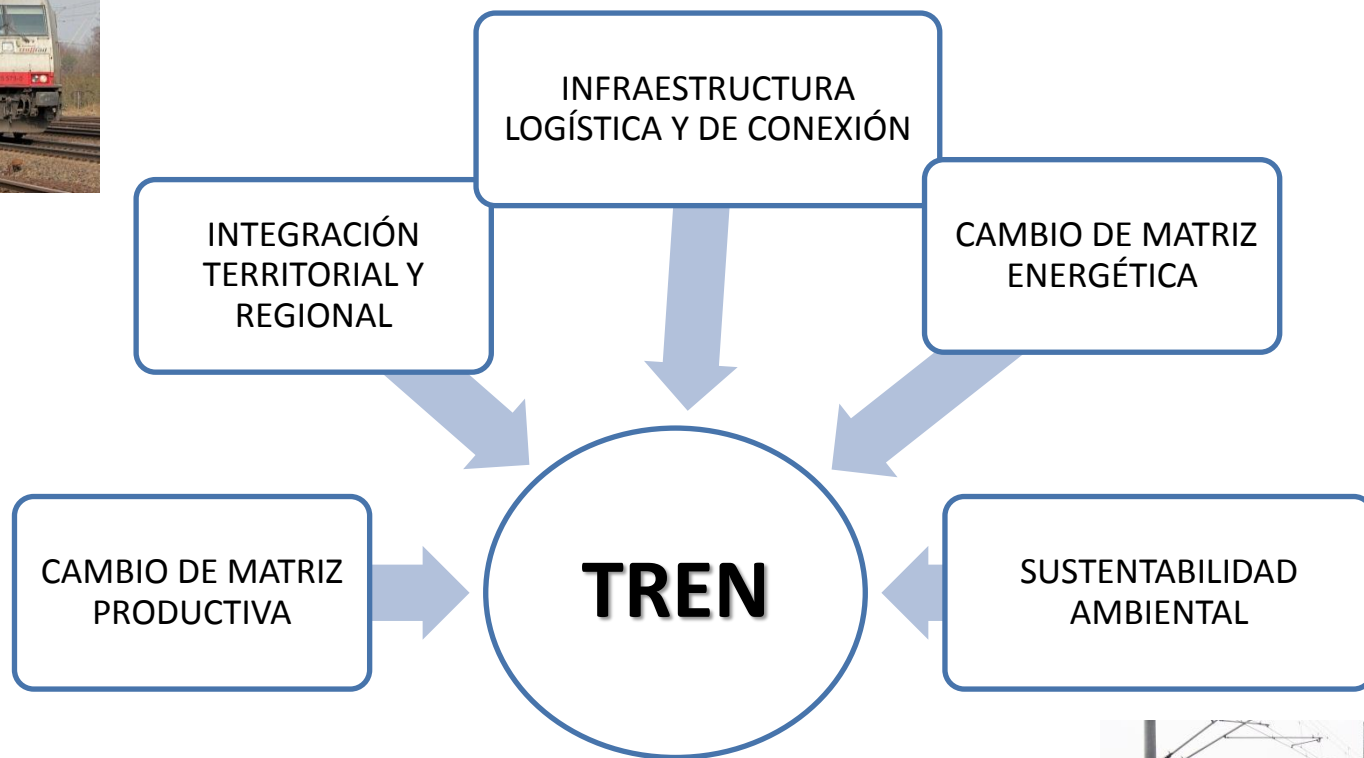 INFRAESTRUCTURA
LOGÍSTICA Y DE CONEXIÓN
INTEGRACIÓN
TERRITORIAL Y
REGIONAL
CAMBIO DE MATRIZ
ENERGÉTICA
CAMBIO DE MATRIZ
PRODUCTIVA
TREN
SUSTENTABILIDAD
AMBIENTAL